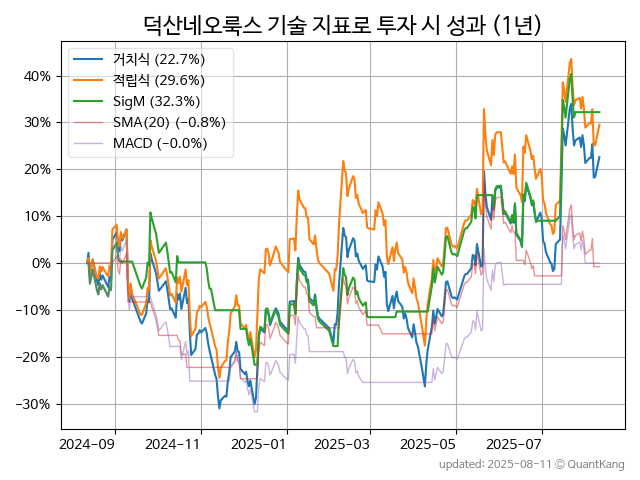 덕산네오룩스 기술 지표로 투자 시 성과 (1년)
거치식 (22.7%)
적립식 (29.6%)
SigM (32.3%)
SMA(20) (−0.8%)
MACD (−0.0%)
40%
30%
20%
10%
0%
−10%
−20%
−30%
2024-09 2024-11 2025-01 2025-03 2025-05 2025-07
updated: 2025-08-11 © QuantKang